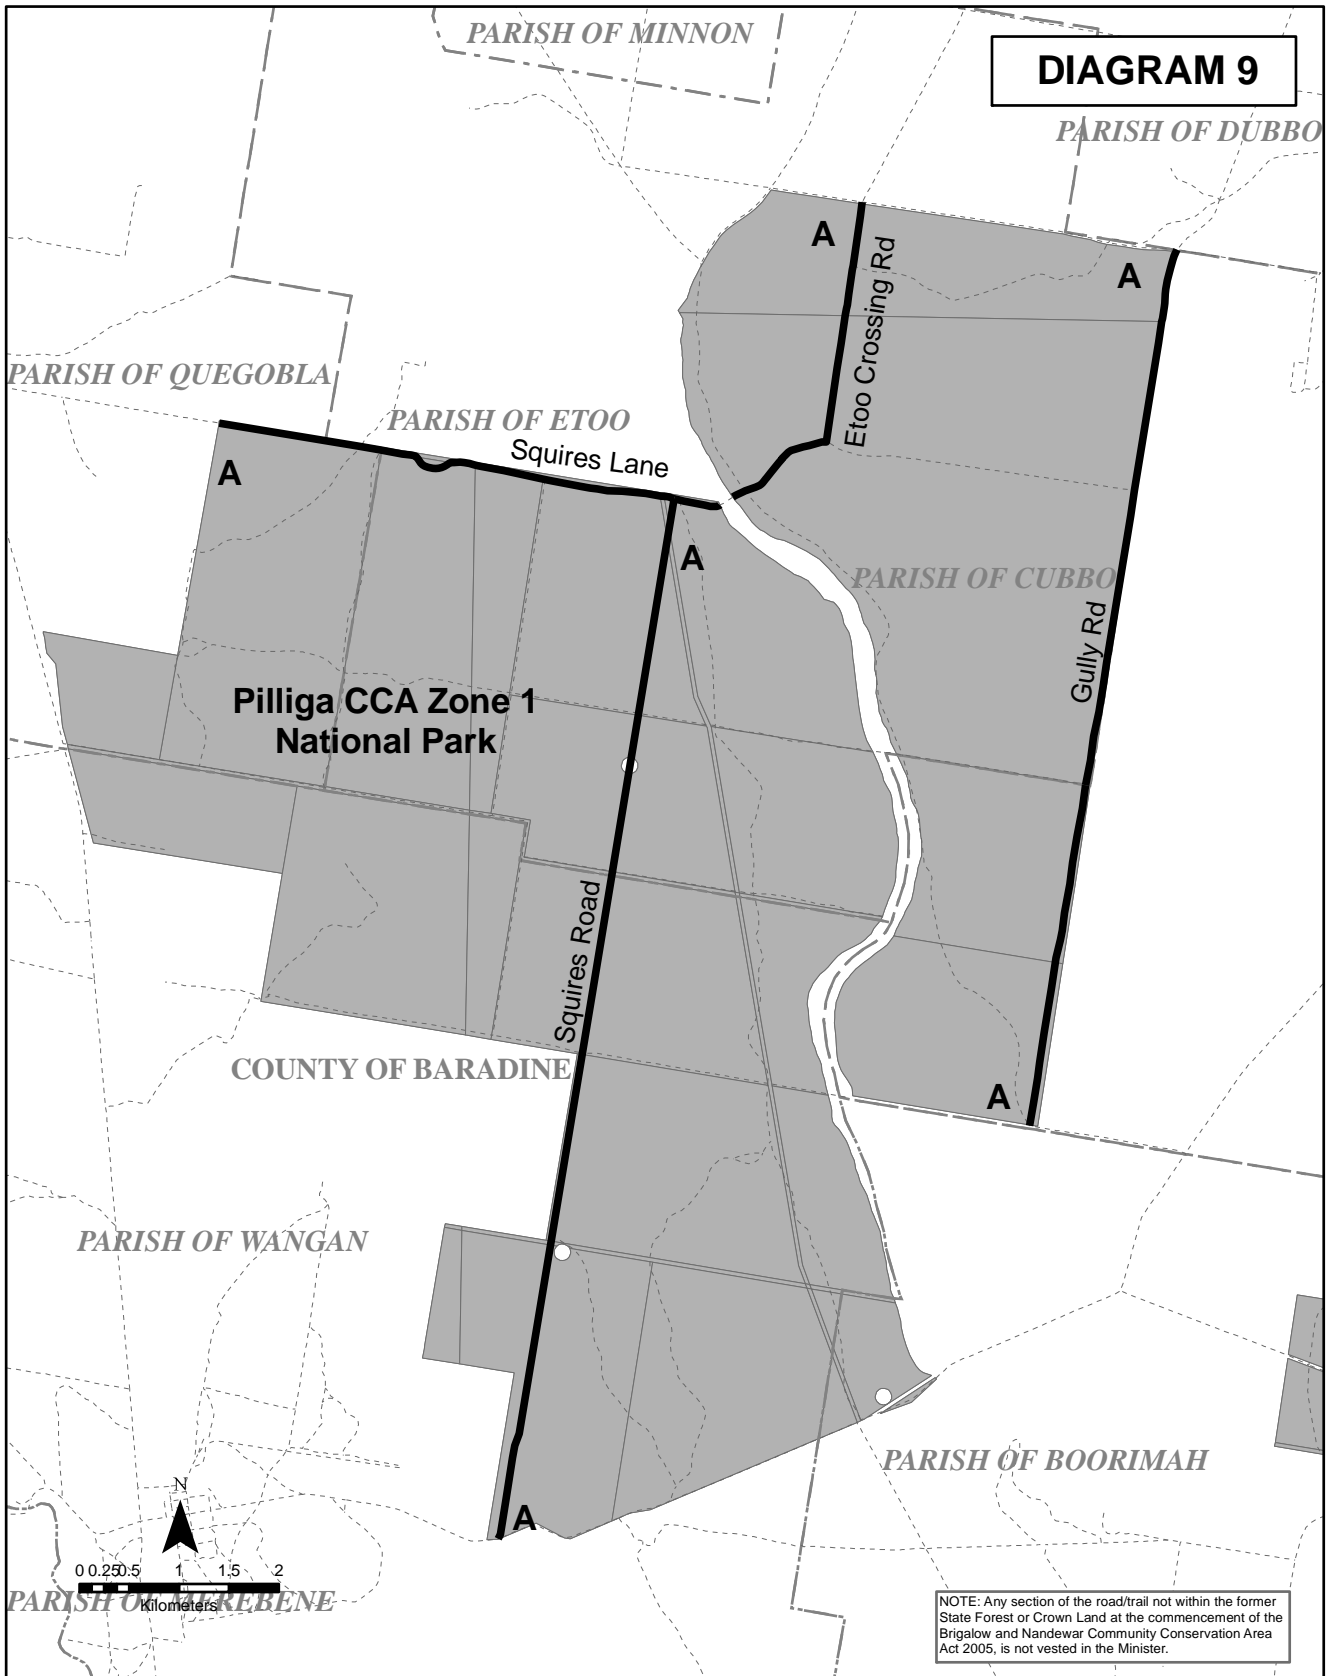 PARISH OF MINNON
DIAGRAM 9
PARISH OF DUBBO
A
A
Etoo Crossing Rd
PARISH OF QUEGOBLA
PARISH OF ETOO
Squires Lane
A
A
PARISH OF CUBBO
Gully Rd
Pilliga CCA Zone 1
National Park
Squires Road
COUNTY OF BARADINE
A
PARISH OF WANGAN
PARISH OF BOORIMAH
N
A
0 0.25 0.5 1 1.5 2
Kilometers
PARISH OF MEREBENE
NOTE: Any section of the road/trail not within the former
State Forest or Crown Land at the commencement of the
Brigalow and Nandewar Community Conservation Area
Act 2005, is not vested in the Minister.